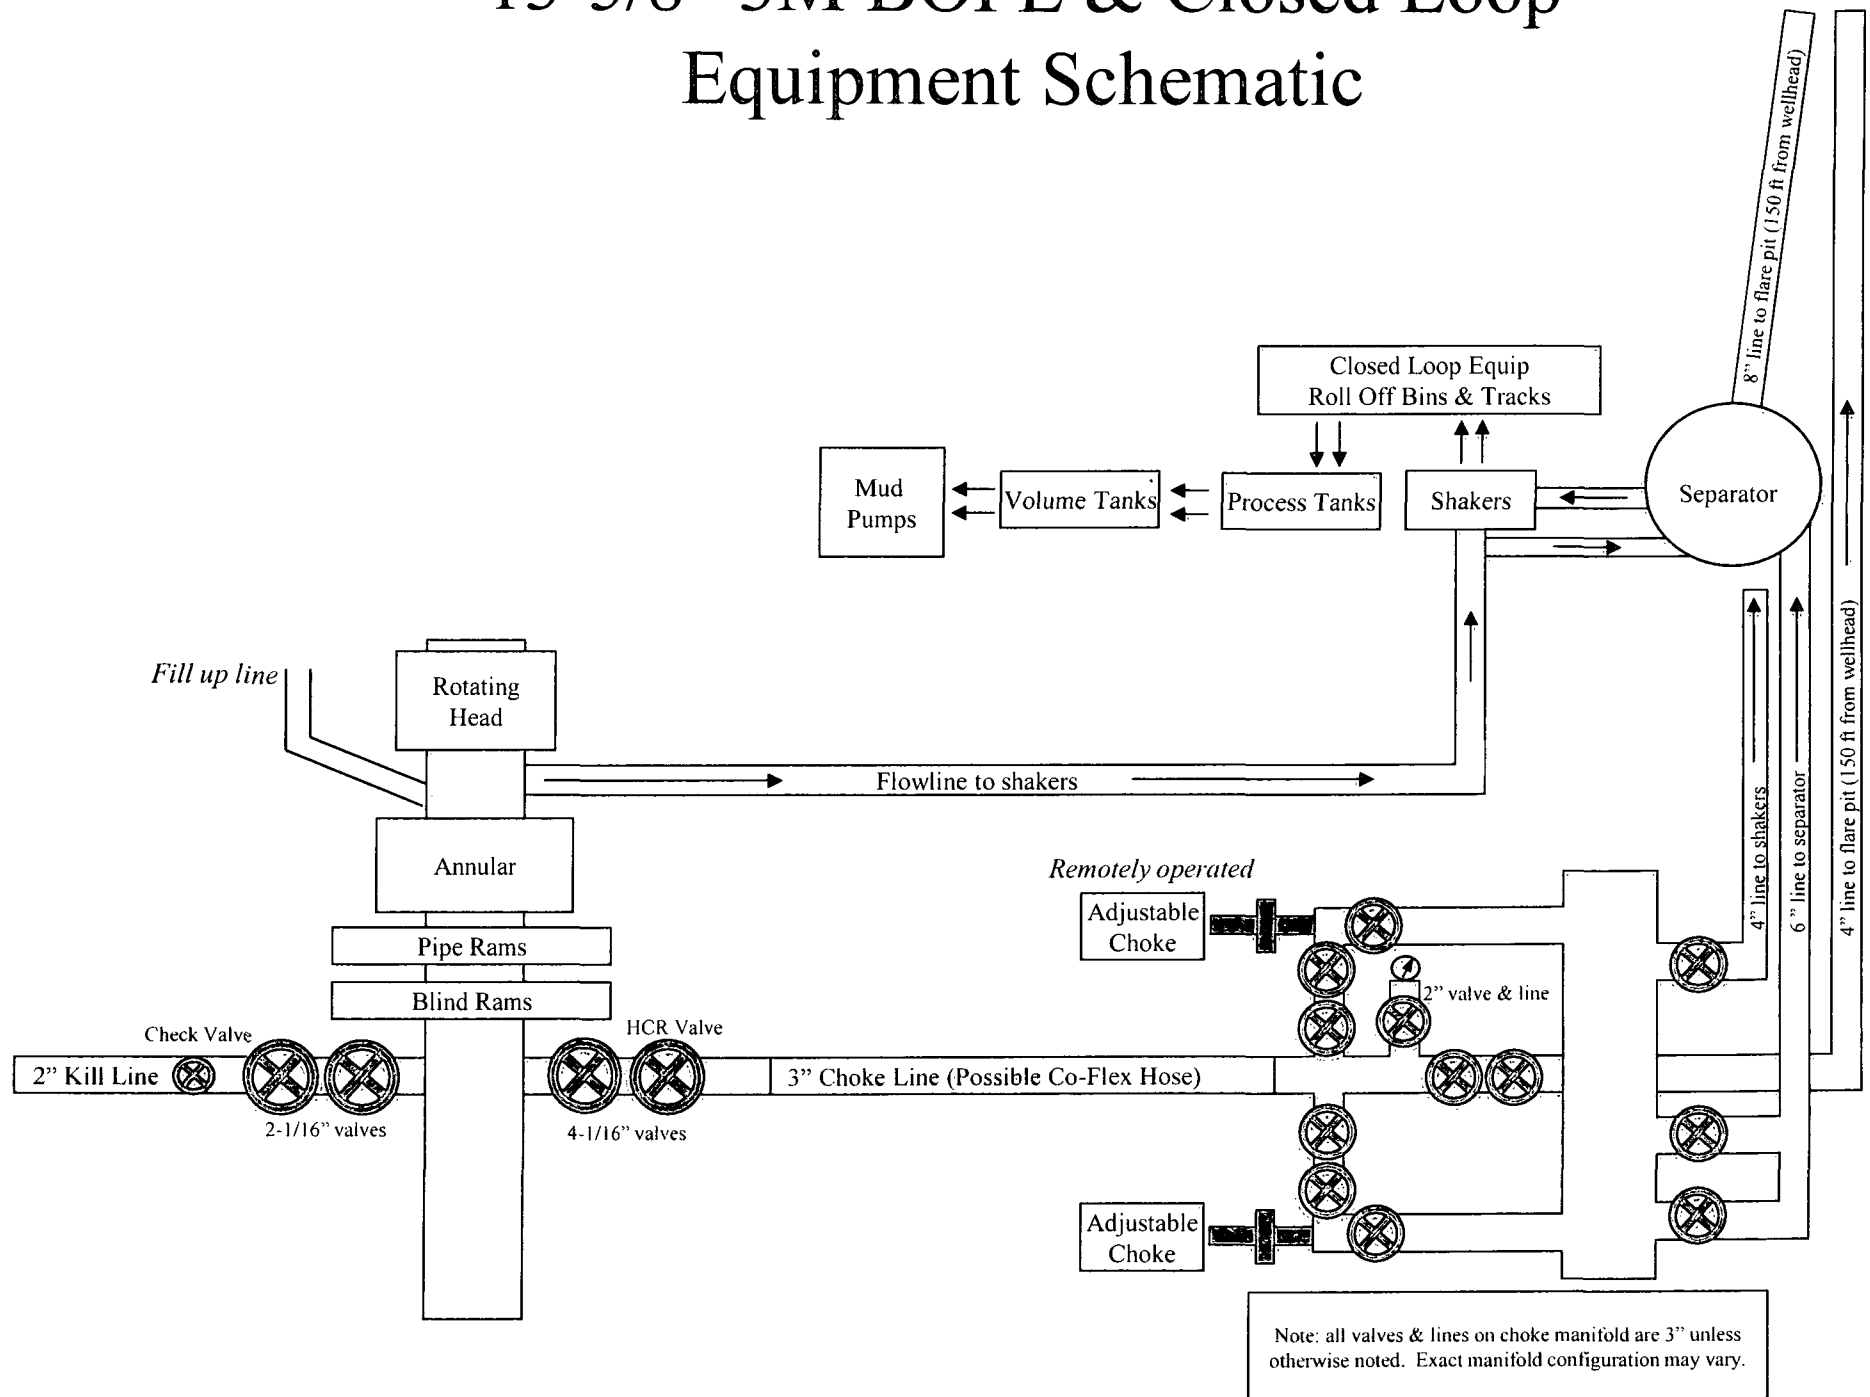 BOPE & Closed Loop
Equipment Schematic
8” line to flare pit (150 ft from wellhead)
Closed Loop Equip
Roll Off Bins & Tracks
Mud
Pumps
Volume Tanks
Process Tanks
Shakers
Separator
Fill up line
Rotating
Head
Flowline to shakers
Annular
Pipe Rams
Blind Rams
Check Valve
HCR Valve
2” Kill Line
3” Choke Line (Possible Co-Flex Hose)
2-1/16” valves
4-1/16” valves
Remotely operated
Adjustable
Choke
2” valve & line
Adjustable
Choke
4” line to shakers
6” line to separator
4” line to flare pit (150 ft from wellhead)
Note: all valves & lines on choke manifold are 3” unless
otherwise noted.  Exact manifold configuration may vary.